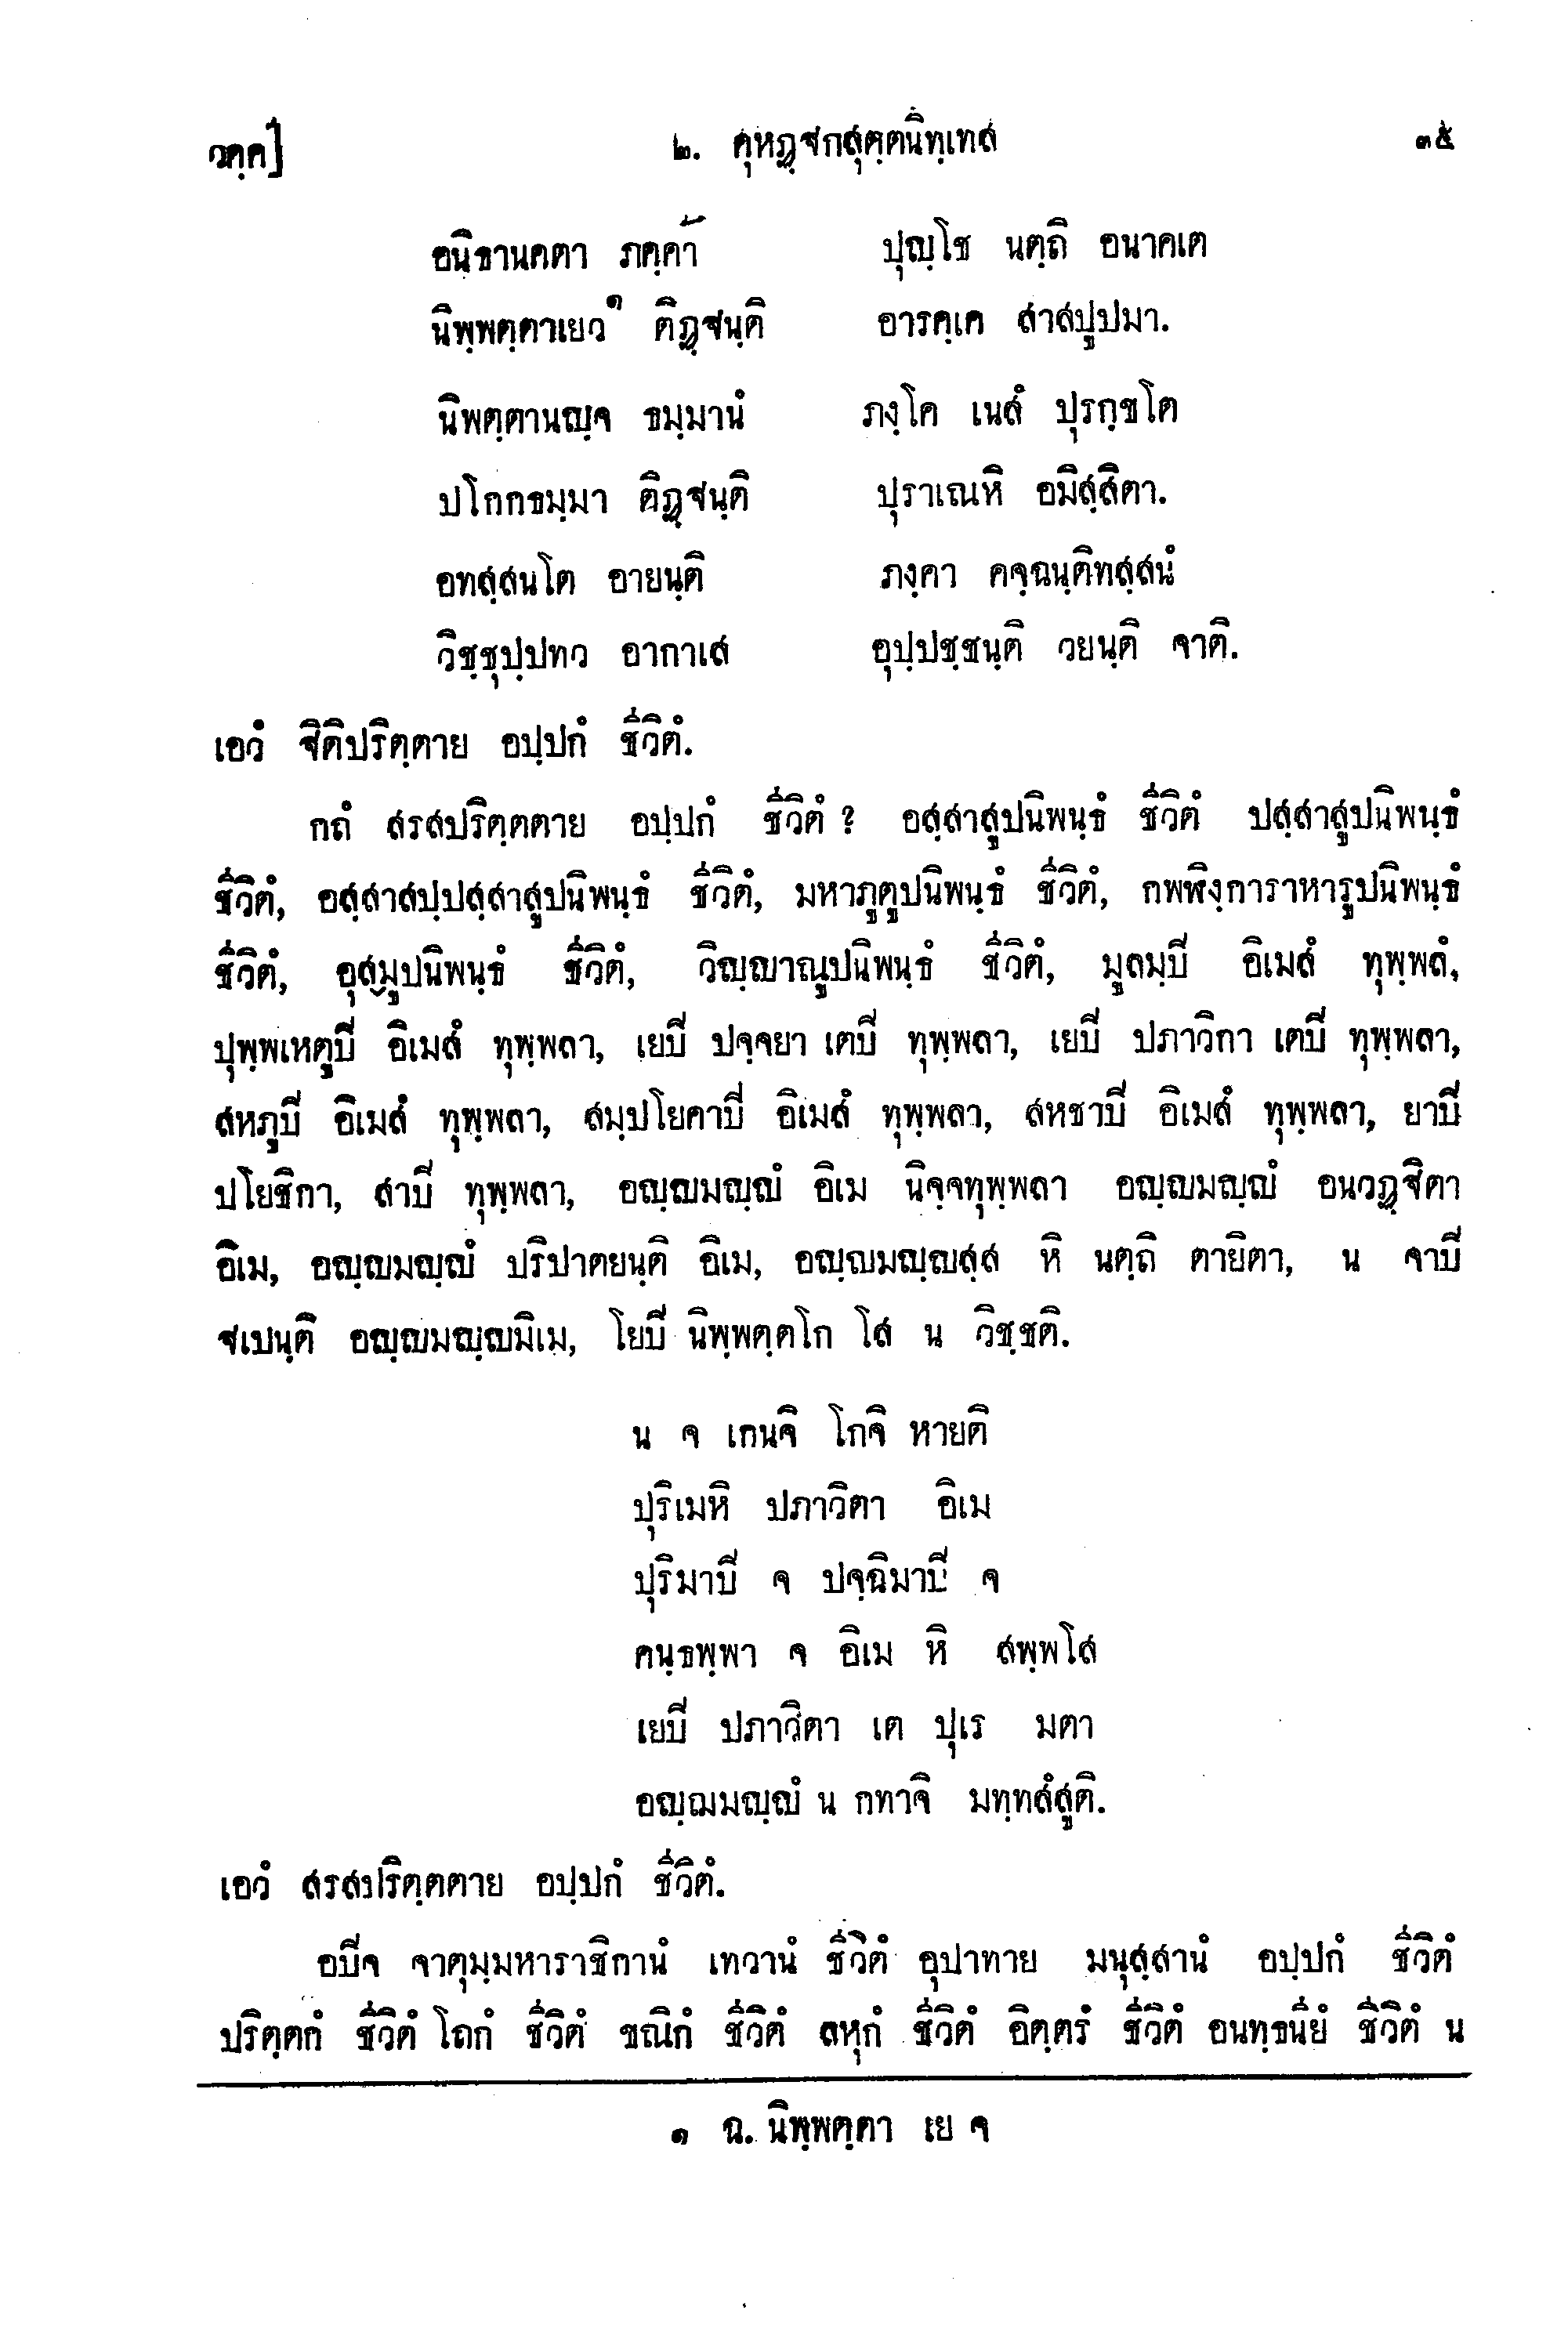 วคฺค]	๒. คุหฏฺฐกสุตฺตนิทฺเทส	๓๕
อนิธานคตา ภคฺคา	ปุญฺโช นตฺถิ อนาคเต
นิพฺพตฺตาเยว๑ ติฏฺฐนฺติ	อารคฺเค สาสปูปมา.
นิพตฺตานญฺจ ธมฺมานํ	ภงฺโค เนสํ ปุรกฺขโต
ปโลกธมฺมา ติฏฺฐนฺติ	ปุราเณหิ อมิสฺสิตา.
อทสฺสนโต อายนฺติ	ภงฺคา คจฺฉนฺติทสฺสนํ
วิชฺชุปฺปทว อากาเส	อุปฺปชฺชนฺติ วยนฺติ จาติ.
เอวํ ฐิติปริตฺตาย อปฺปกํ ชีวิตํ.
กถํ สรสปริตฺตตาย อปฺปกํ ชีวิตํ ? อสฺสาสูปนิพนฺธํ ชีวิตํ ปสฺสาสูปนิพนฺธํ
ชีวิตํ, อสฺสาสปฺปสฺสาสูปนิพนฺธํ ชีวิตํ, มหาภูตูปนิพนฺธํ ชีวิตํ, กพพิงฺการาหารูปนิพนฺธํ
ชีวิตํ, อุสฺมูปนิพนฺธํ ชีวิตํ, วิญฺญาณูปนิพนฺธํ ชีวิตํ, มูลมฺปิ อิเมสํ ทุพฺพลํ,
ปุพฺพเหตูปิ อิเมสํ ทุพฺพลา, เยปิ ปจฺจยา เตปิ ทุพฺพลา, เยปิ ปภาวิกา เตปิ ทุพฺพลา,
สหภูปิ อิเมสํ ทุพฺพลา, สมฺปโยคาปิ อิเมสํ ทุพฺพลา, สหชาปิ อิเมสํ ทุพฺพลา, ยาปิ
ปโยชิกา, สาปิ ทุพฺพลา, อญฺญมญฺญํ อิเม นิจฺจทุพฺพลา อญฺญมญฺญํ อนวฏฺฐิตา
อิเม, อญฺญมญฺญํ ปริปาตยนฺติ อิเม, อญฺญมญฺญสฺส หิ นตฺถิ ตายิตา, น จาปิ
ฐเปนฺติ อญฺญมญฺญมิเม, โยปิ นิพฺพตฺตโก โส น วิชฺชติ.
น จ เกนจิ โกจิ หายติ
ปุริเมหิ ปภาวิตา อิเม
ปุริมาปิ จ ปจฺฉิมาปิ จ
คนฺธพฺพา จ อิเม หิ สพฺพโส
เยปิ ปภาวิตา เต ปุเร มตา
อญฺญมญฺญํ น กทาจิ มทฺทสํสูติ.
เอวํ สรสปริตฺตตาย อปฺปกํ ชีวิตํ.
อปิจ จาตุมฺมหาราชิกานํ เทวานํ ชีวิตํ อุปาทาย มนุสฺสานํ อปฺปกํ ชีวิตํ
ปริตฺตกํ ชีวิตํ โถกํ ชีวิตํ ขณิกํ ชีวิตํ ลหุกํ ชีวิตํ อิตฺตรํ ชีวิตํ อนทฺธนียํ ชีวิตํ น
๑ ฉ. นิพฺพตฺตา เย จ